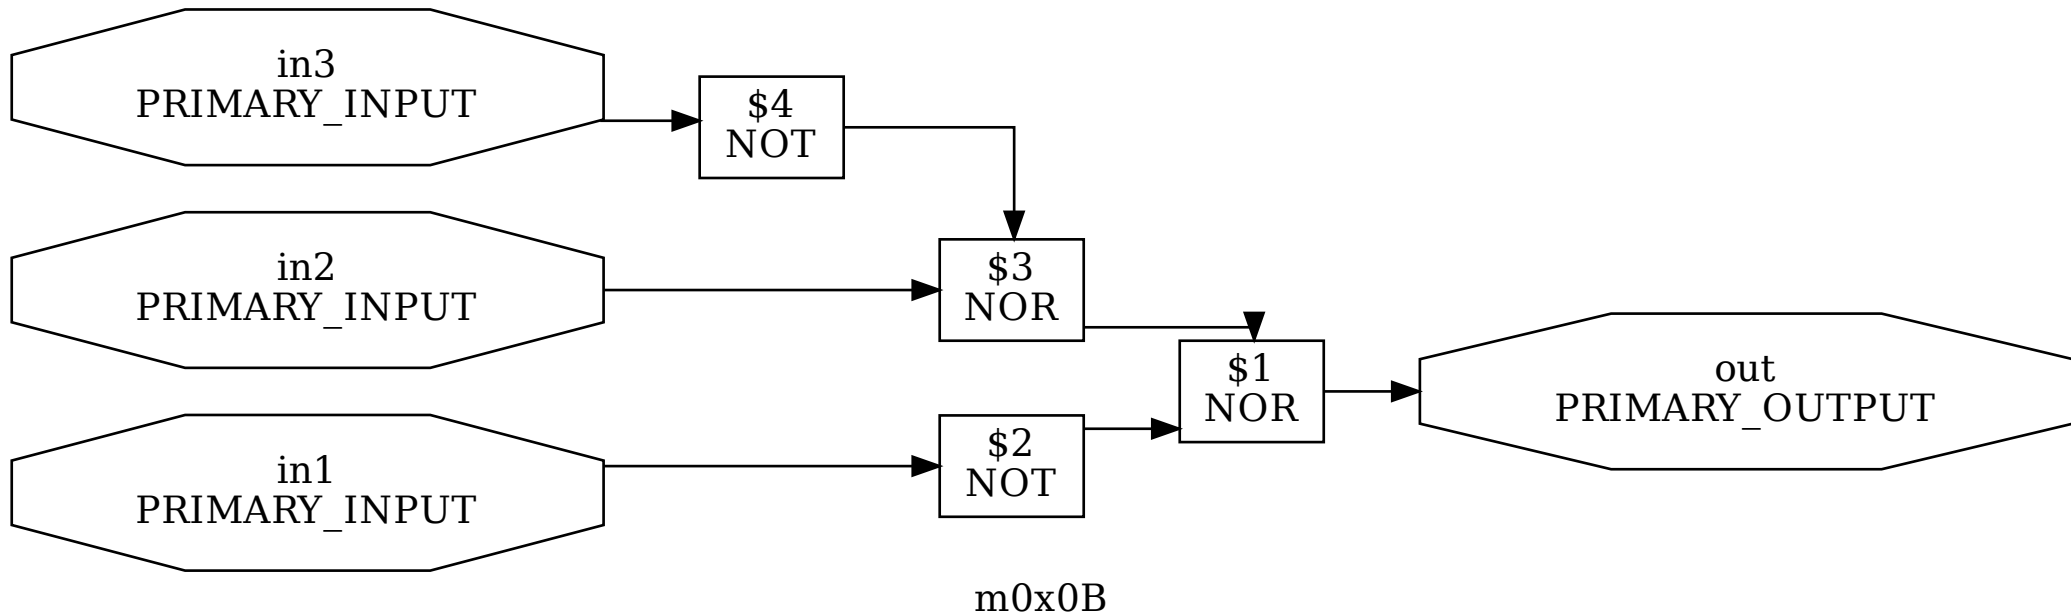 in3
PRIMARY_INPUT
$4
NOT
in2
PRIMARY_INPUT
$3
NOR
$1
NOR
out
PRIMARY_OUTPUT
in1
PRIMARY_INPUT
$2
NOT
m0x0B